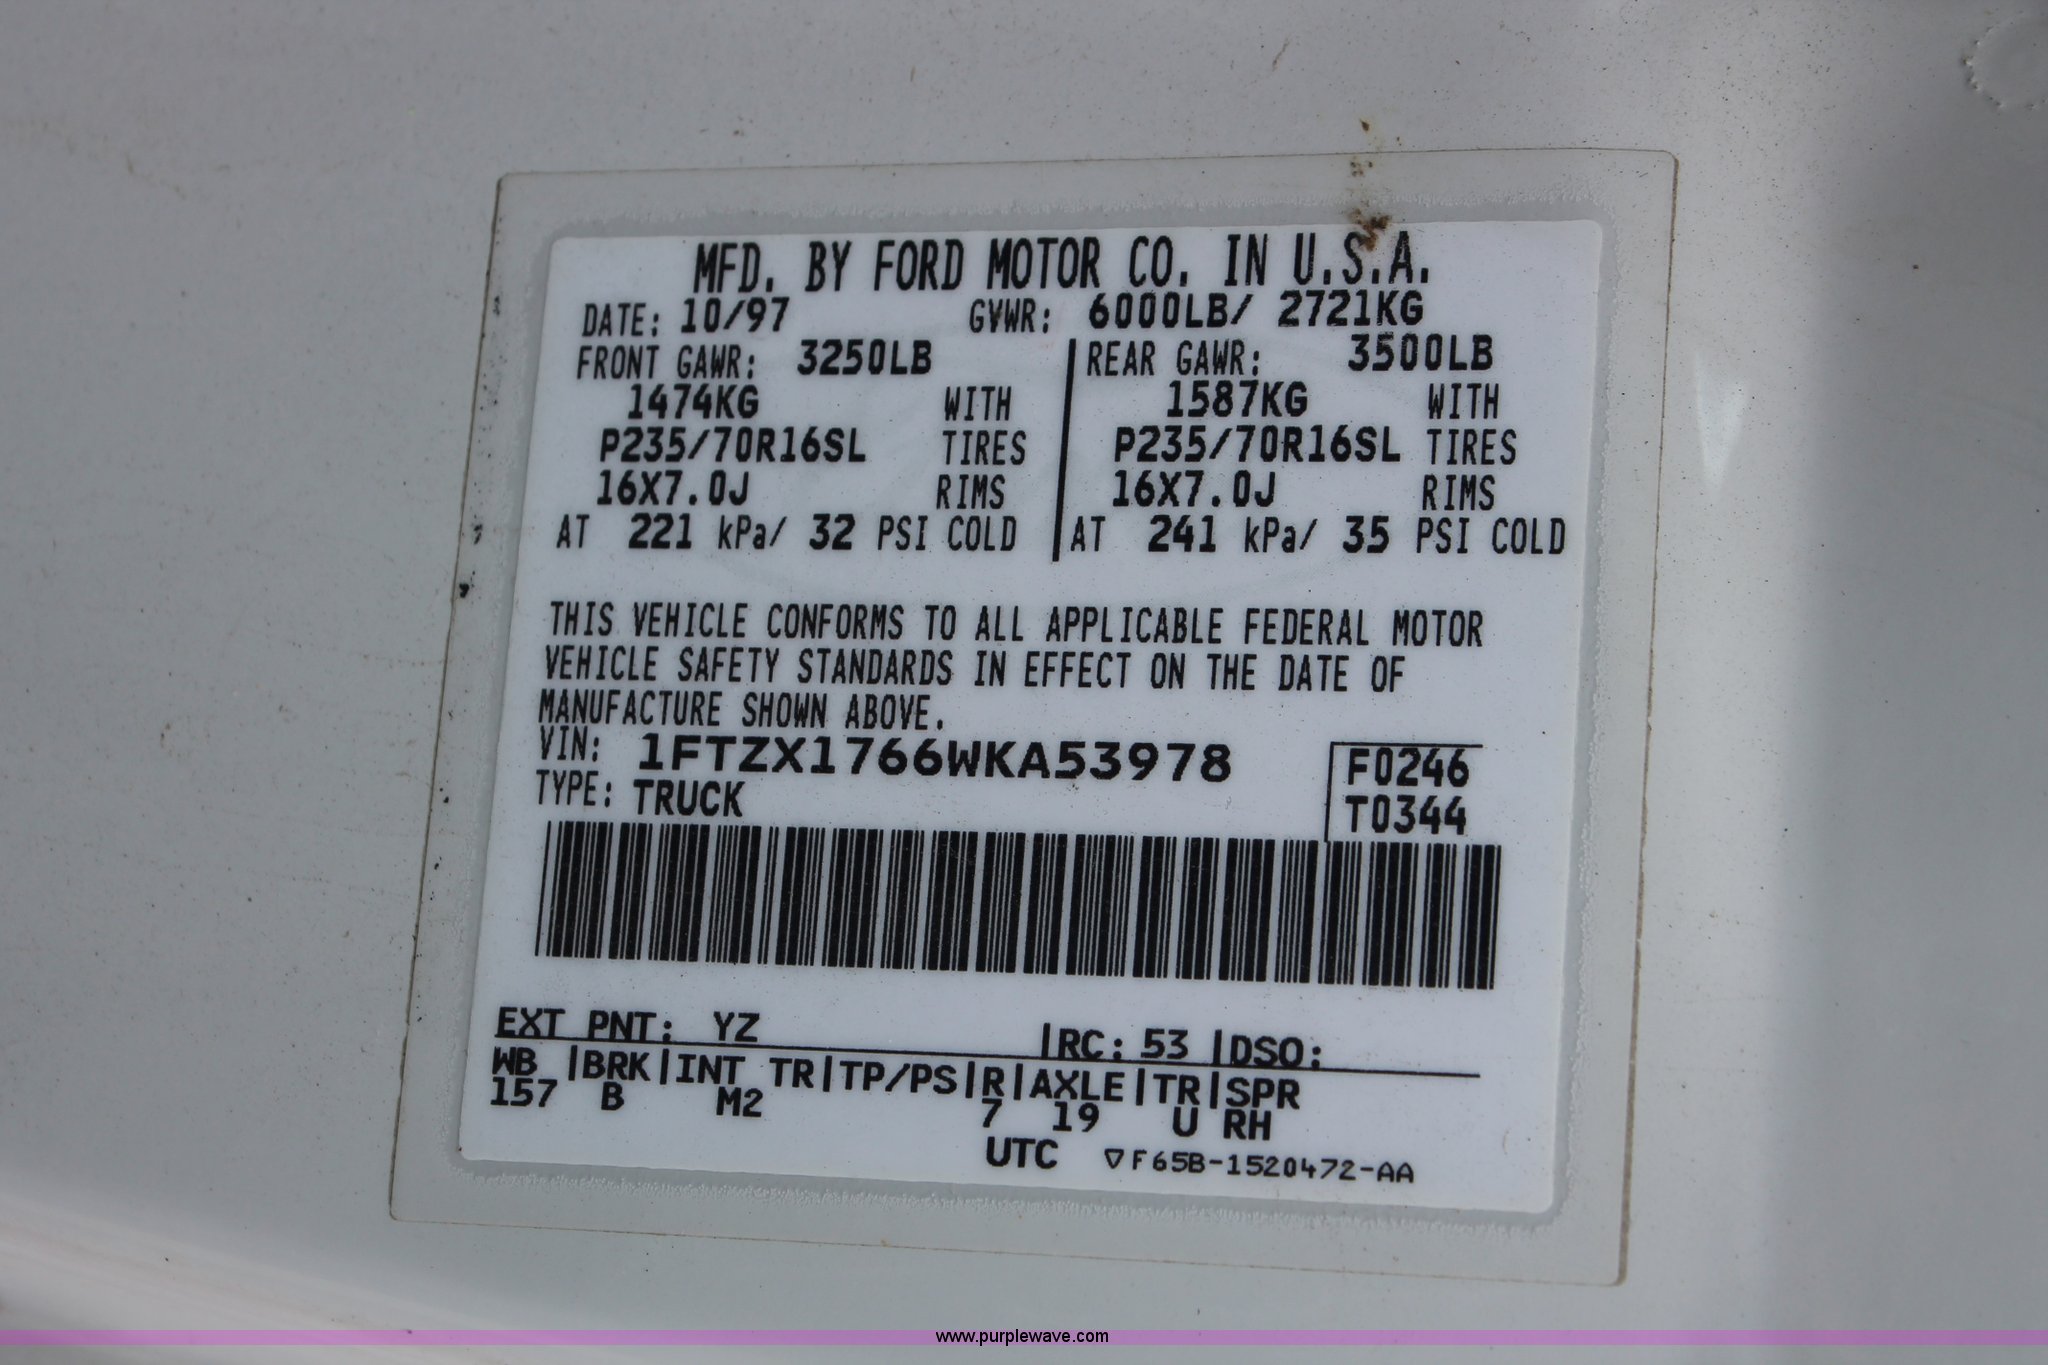 MFD. BY FORD MOTOR CO. IN U.S.A.
DATE: 10/97 GVWR: 6000LB/ 2721KG
FRONT GAWR: 3250LB REAR GAWR: 3500LB
1474KG WITH 1587KG WITH
P235/70R16SL TIRES P235/70R16SL TIRES
16X7.0J RIMS 16X7.0J RIMS
AT 221 kPa/ 32 PSI COLD AT 241 kPa/ 35 PSI COLD
THIS VEHICLE CONFORMS TO ALL APPLICABLE FEDERAL MOTOR
VEHICLE SAFETY STANDARDS IN EFFECT ON THE DATE OF
MANUFACTURE SHOWN ABOVE.
VIN: 1FTZX1766WKA53978 F0246
TYPE: TRUCK T0344
EXT PNT: YZ |RC: 53 |DSO:
WB |BRK|INT TR|TP/PS|R|AXLE|TR|SPR
157 B M2 7 19 U RH
UTC ▽F65B-1520472-AA
www.purplewave.com